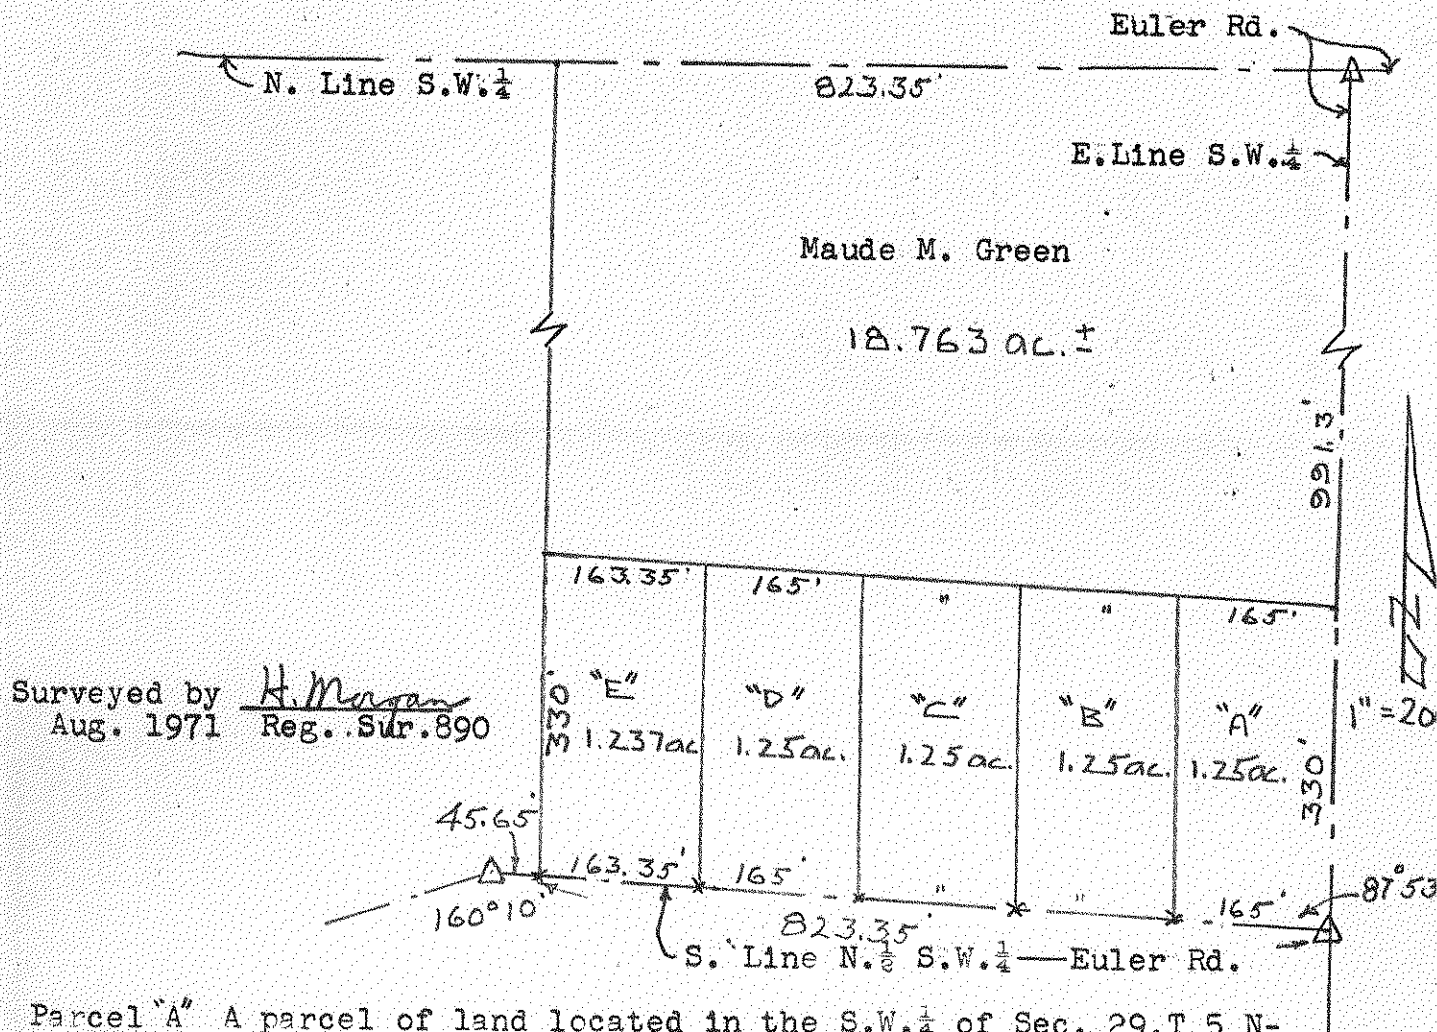 Euler Rd.
N. Line S.W.¼
823.35'
E.Line S.W.¼
Maude M. Green
18.763 ac.±
991.3'
163.35' 165' " " 165'
"E" "D" "C" "B" "A"
330' 1.237ac 1.25ac. 1.25ac. 1.25ac. 1.25ac. 330'
1"=20
Surveyed by H. Morgan
Aug. 1971 Reg. Sur.890
45.65'
163.35' 165' " " 165' 87°53
160°10'
823.35'
S. Line N.½ S.W.¼—Euler Rd.
Parcel "A" A parcel of land located in the S.W.¼ of Sec. 29,T 5 N-